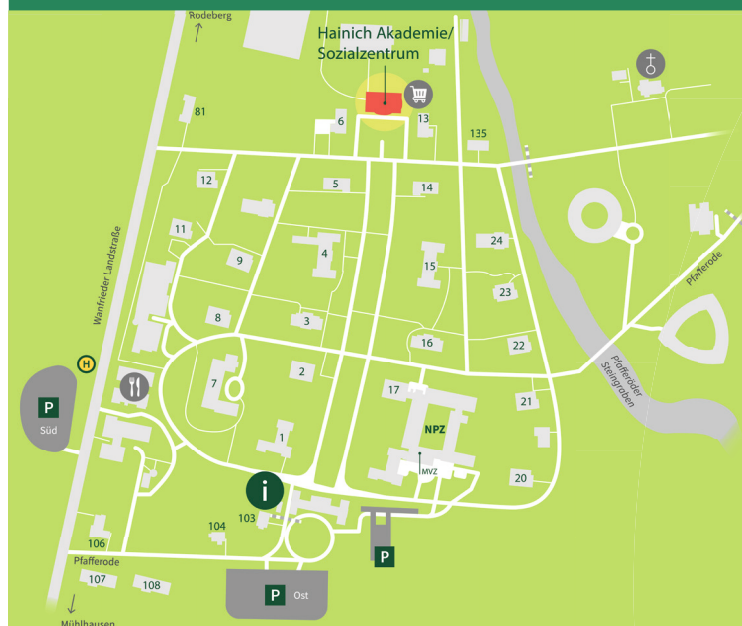 Rodeberg
Hainich Akademie/
Sozialzentrum
81
6
13
135
12
5
14
11
4
24
9
15
Wanfrieder Landstraße
Pfafferode
23
8
3
16
22
H
2
Pfafferöder
Steingraben
7
17
P
Süd
21
1
NPZ
MVZ
20
i
103
104
106
P
Pfafferode
107
108
P Ost
Mühlhausen